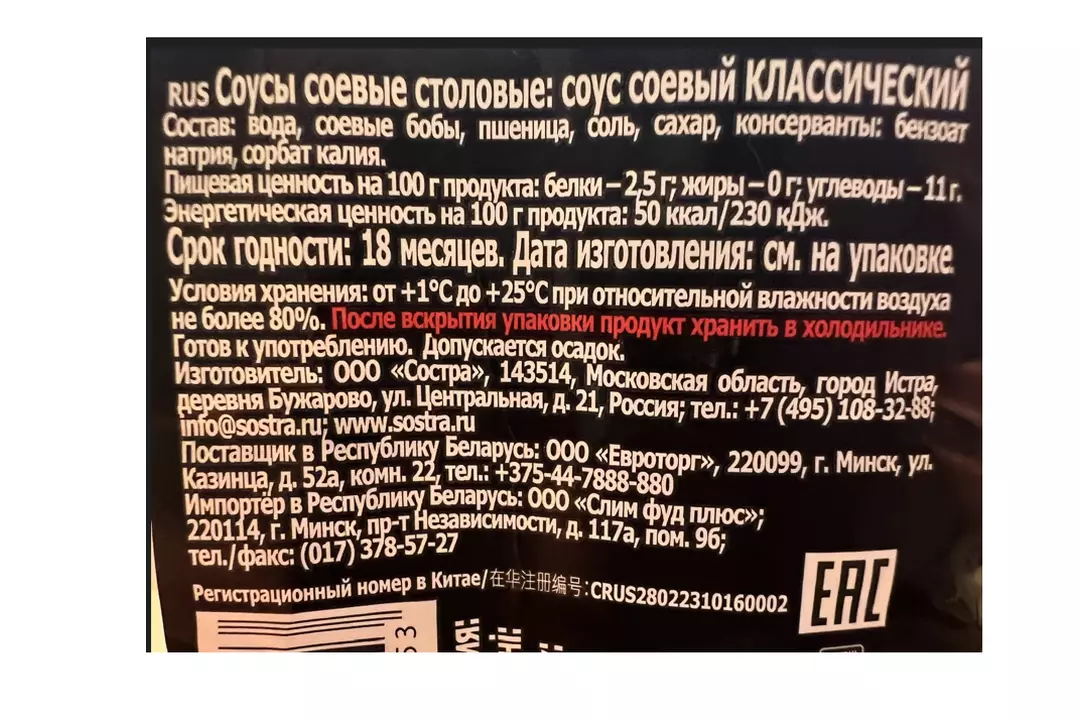 RUS Соусы соевые столовые: соус соевый КЛАССИЧЕСКИЙ
Состав: вода, соевые бобы, пшеница, соль, сахар, консерванты: бензоат
натрия, сорбат калия.
Пищевая ценность на 100 г продукта: белки – 2,5 г; жиры – 0 г; углеводы – 11 г.
Энергетическая ценность на 100 г продукта: 50 ккал/230 кДж.
Срок годности: 18 месяцев. Дата изготовления: см. на упаковке.
Условия хранения: от +1°С до +25°С при относительной влажности воздуха
не более 80%. После вскрытия упаковки продукт хранить в холодильнике.
Готов к употреблению. Допускается осадок.
Изготовитель: ООО «Состра», 143514, Московская область, город Истра,
деревня Бужарово, ул. Центральная, д. 21, Россия; тел.: +7 (495) 108-32-88;
info@sostra.ru; www.sostra.ru
Поставщик в Республику Беларусь: ООО «Евроторг», 220099, г. Минск, ул.
Казинца, д. 52а, комн. 22, тел.: +375-44-7888-880
Импортёр в Республику Беларусь: ООО «Слим фуд плюс»;
220114, г. Минск, пр-т Независимости, д. 117а, пом. 9б;
тел./факс: (017) 378-57-27
Регистрационный номер в Китае/在华注册编号:CRUS28022310160002
EAC